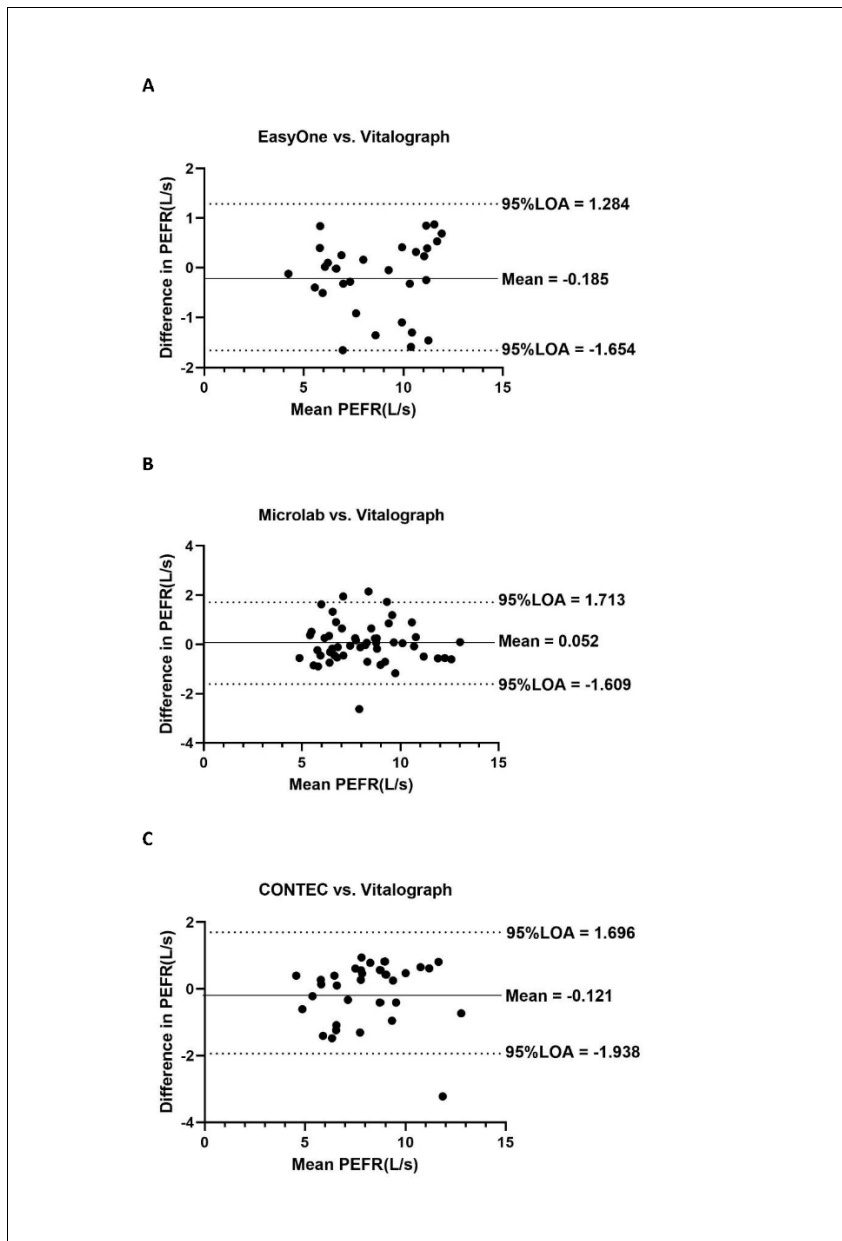 A
EasyOne vs. Vitalograph
2
1
0
-1
-2
Difference in PEFR(L/s)
95%LOA = 1.284
Mean = -0.185
95%LOA = -1.654
0 5 10 15
Mean PEFR(L/s)
B
Microlab vs. Vitalograph
4
2
0
-2
-4
Difference in PEFR(L/s)
95%LOA = 1.713
Mean = 0.052
95%LOA = -1.609
0 5 10 15
Mean PEFR(L/s)
C
CONTEC vs. Vitalograph
2
0
-2
-4
Difference in PEFR(L/s)
95%LOA = 1.696
Mean = -0.121
95%LOA = -1.938
0 5 10 15
Mean PEFR(L/s)